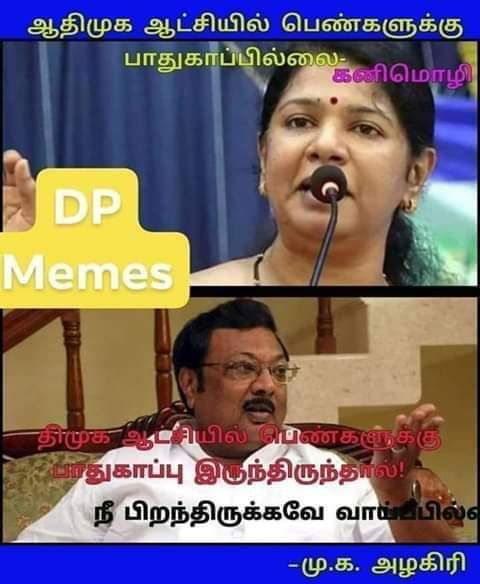 ஆதிமுக ஆட்சியில் பெண்களுக்கு
பாதுகாப்பில்லை-
கனிமொழி
DP
Memes
திமுக ஆட்சியில் பெண்களுக்கு
பாதுகாப்பு இருந்திருந்தால்!
நீ பிறந்திருக்கவே
-மு.க. அழகிரி